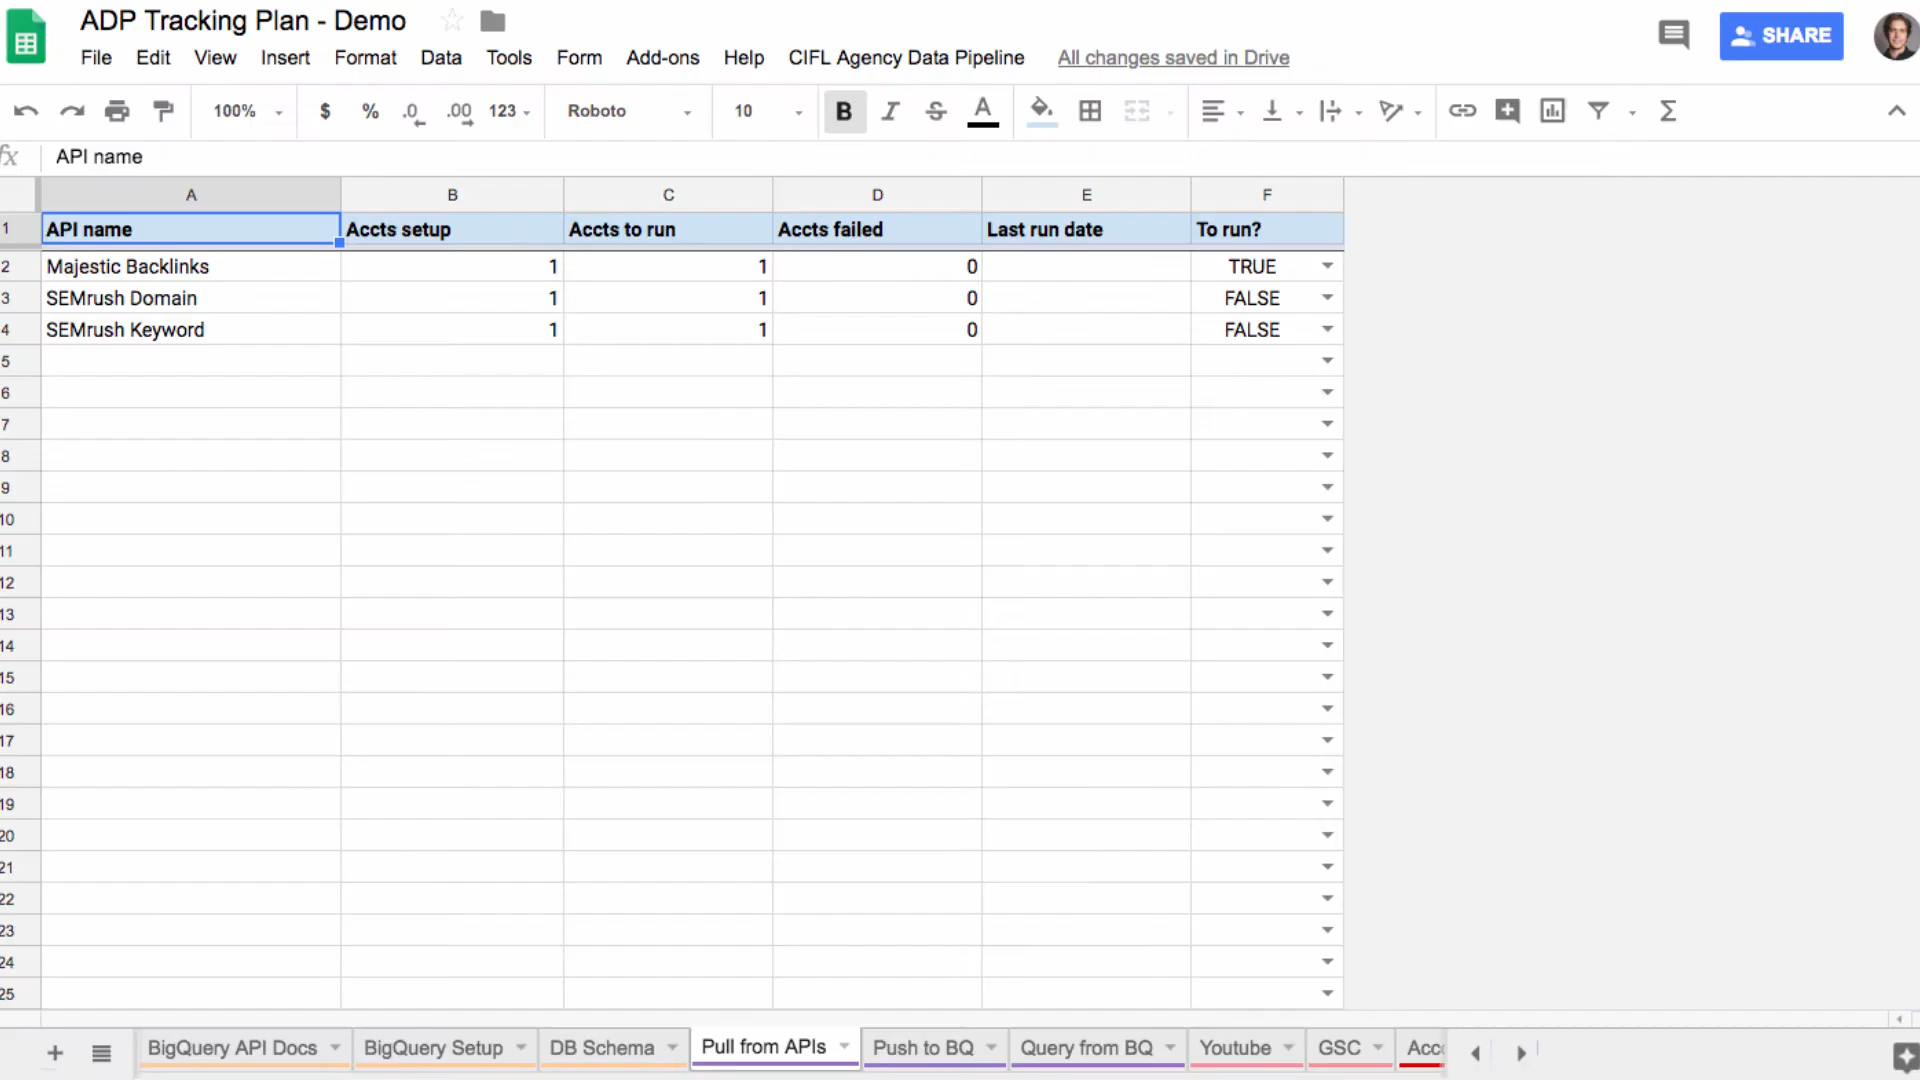 ADP Tracking Plan - Demo
File Edit View Insert Format Data Tools Form Add-ons Help CIFL Agency Data Pipeline All changes saved in Drive
SHARE
100% $ % .0 .00 123 Roboto 10 B I S A
fx API name
A B C D E F
1 API name Accts setup Accts to run Accts failed Last run date To run?
2 Majestic Backlinks 1 1 0 TRUE
3 SEMrush Domain 1 1 0 FALSE
4 SEMrush Keyword 1 1 0 FALSE
5
6
7
8
9
10
11
12
13
14
15
16
17
18
19
20
21
22
23
24
25
BigQuery API Docs BigQuery Setup DB Schema Pull from APIs Push to BQ Query from BQ Youtube GSC